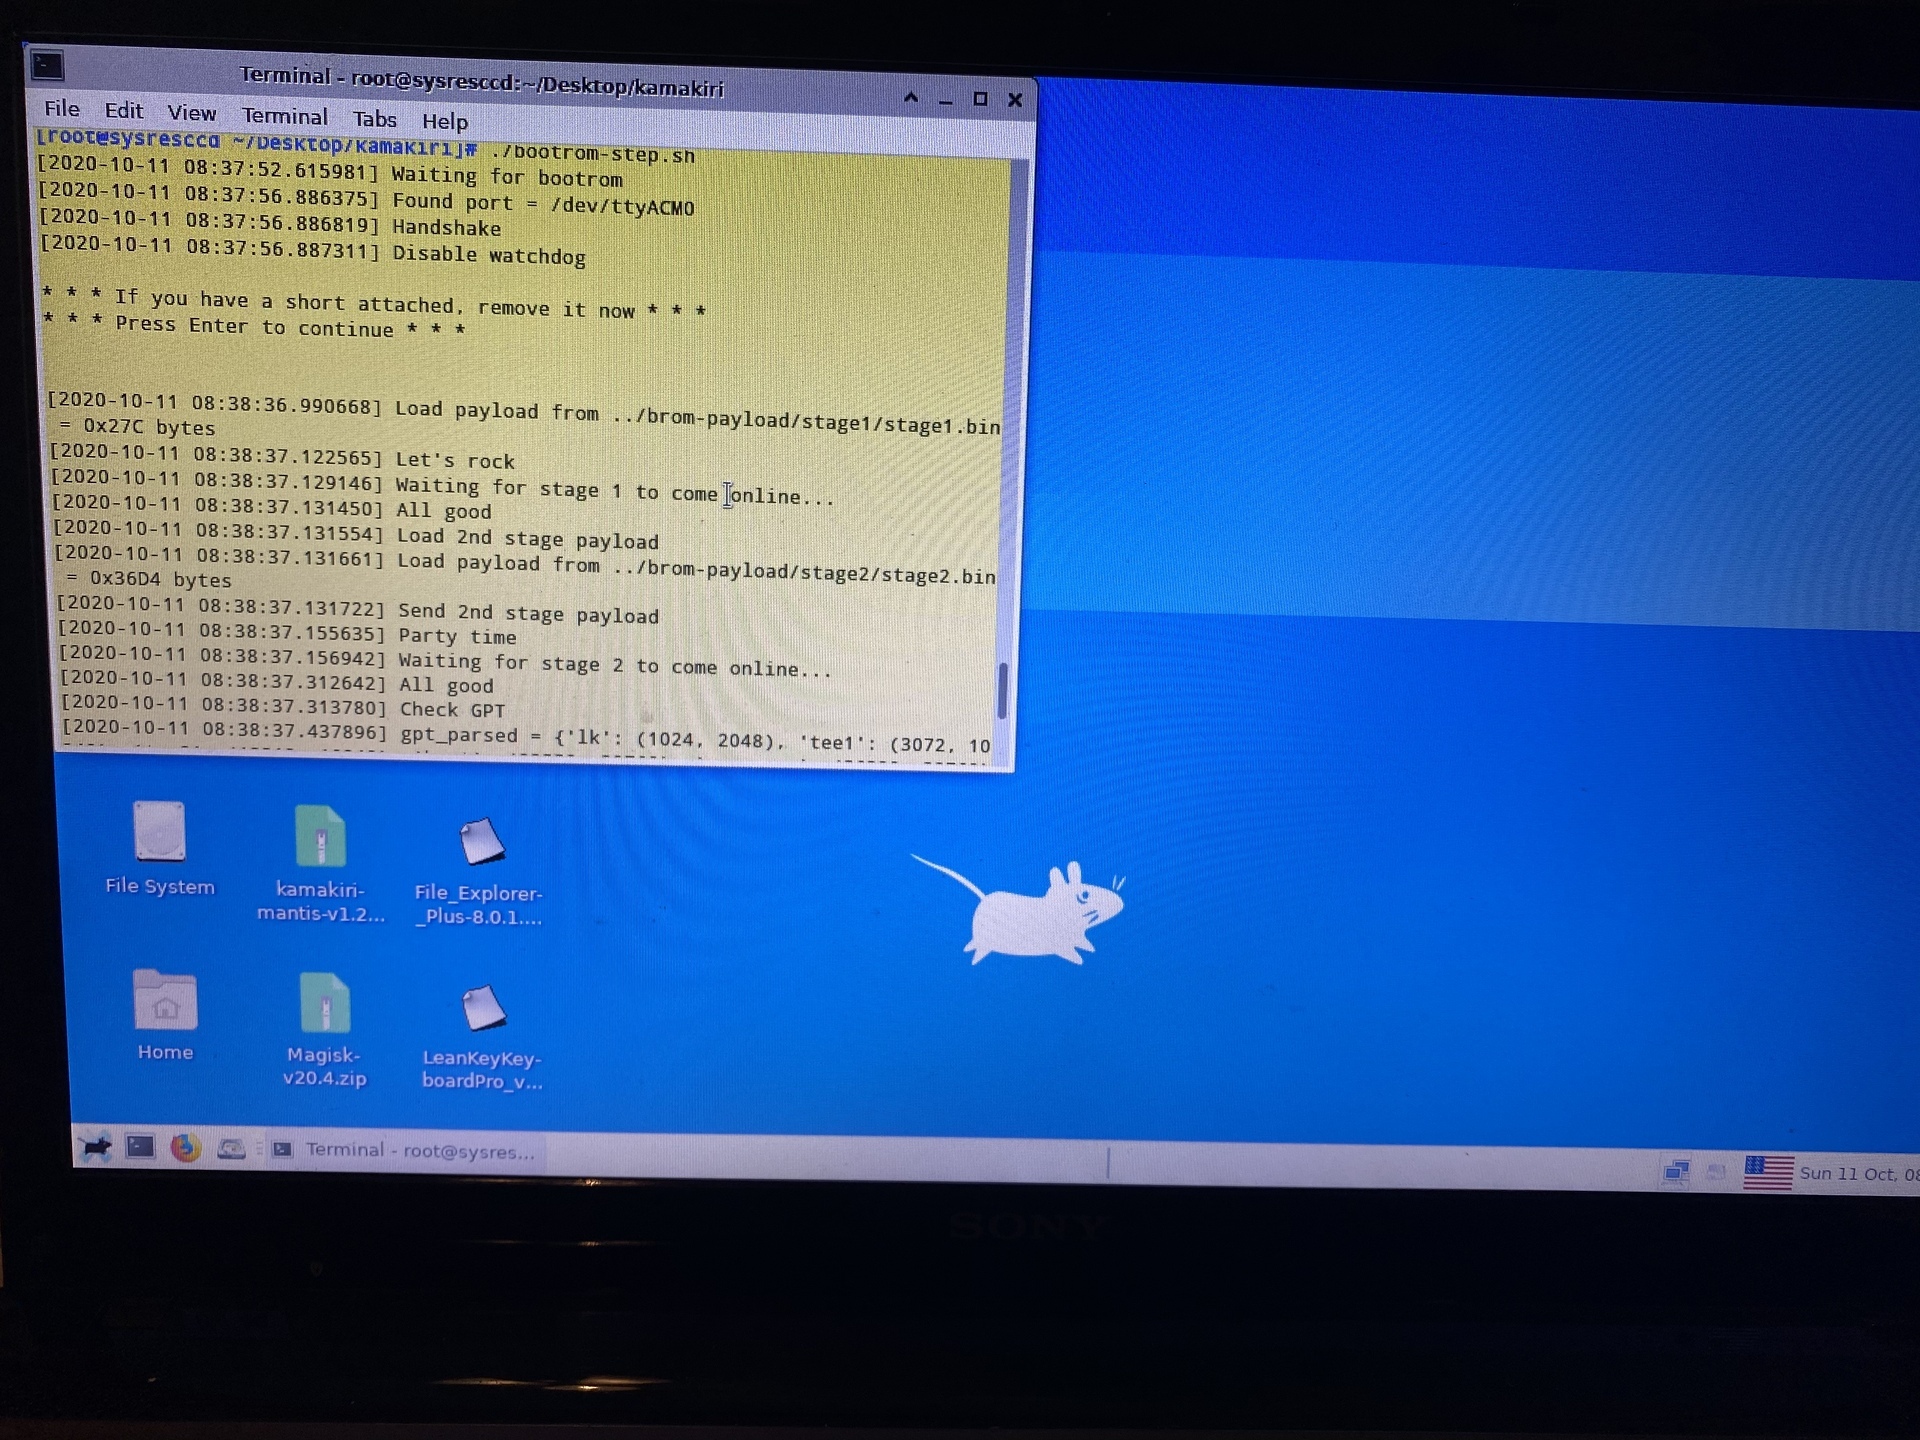 Terminal - root@sysresccd:~/Desktop/kamakiri
File Edit View Terminal Tabs Help
[root@sysresccd ~/Desktop/kamakiri]# ./bootrom-step.sh
[2020-10-11 08:37:52.615981] Waiting for bootrom
[2020-10-11 08:37:56.886375] Found port = /dev/ttyACM0
[2020-10-11 08:37:56.886819] Handshake
[2020-10-11 08:37:56.887311] Disable watchdog
* * * If you have a short attached, remove it now * * *
* * * Press Enter to continue * * *
[2020-10-11 08:38:36.990668] Load payload from ../brom-payload/stage1/stage1.bin
= 0x27C bytes
[2020-10-11 08:38:37.122565] Let's rock
[2020-10-11 08:38:37.129146] Waiting for stage 1 to come online...
[2020-10-11 08:38:37.131450] All good
[2020-10-11 08:38:37.131554] Load 2nd stage payload
[2020-10-11 08:38:37.131661] Load payload from ../brom-payload/stage2/stage2.bin
= 0x36D4 bytes
[2020-10-11 08:38:37.131722] Send 2nd stage payload
[2020-10-11 08:38:37.155635] Party time
[2020-10-11 08:38:37.156942] Waiting for stage 2 to come online...
[2020-10-11 08:38:37.312642] All good
[2020-10-11 08:38:37.313780] Check GPT
[2020-10-11 08:38:37.437896] gpt_parsed = {'lk': (1024, 2048), 'tee1': (3072, 10
File System
kamakiri-
mantis-v1.2...
File_Explorer-
_Plus-8.0.1....
Home
Magisk-
v20.4.zip
LeanKeyKey-
boardPro_v...
Terminal - root@sysres...
Sun 11 Oct, 08
SONY